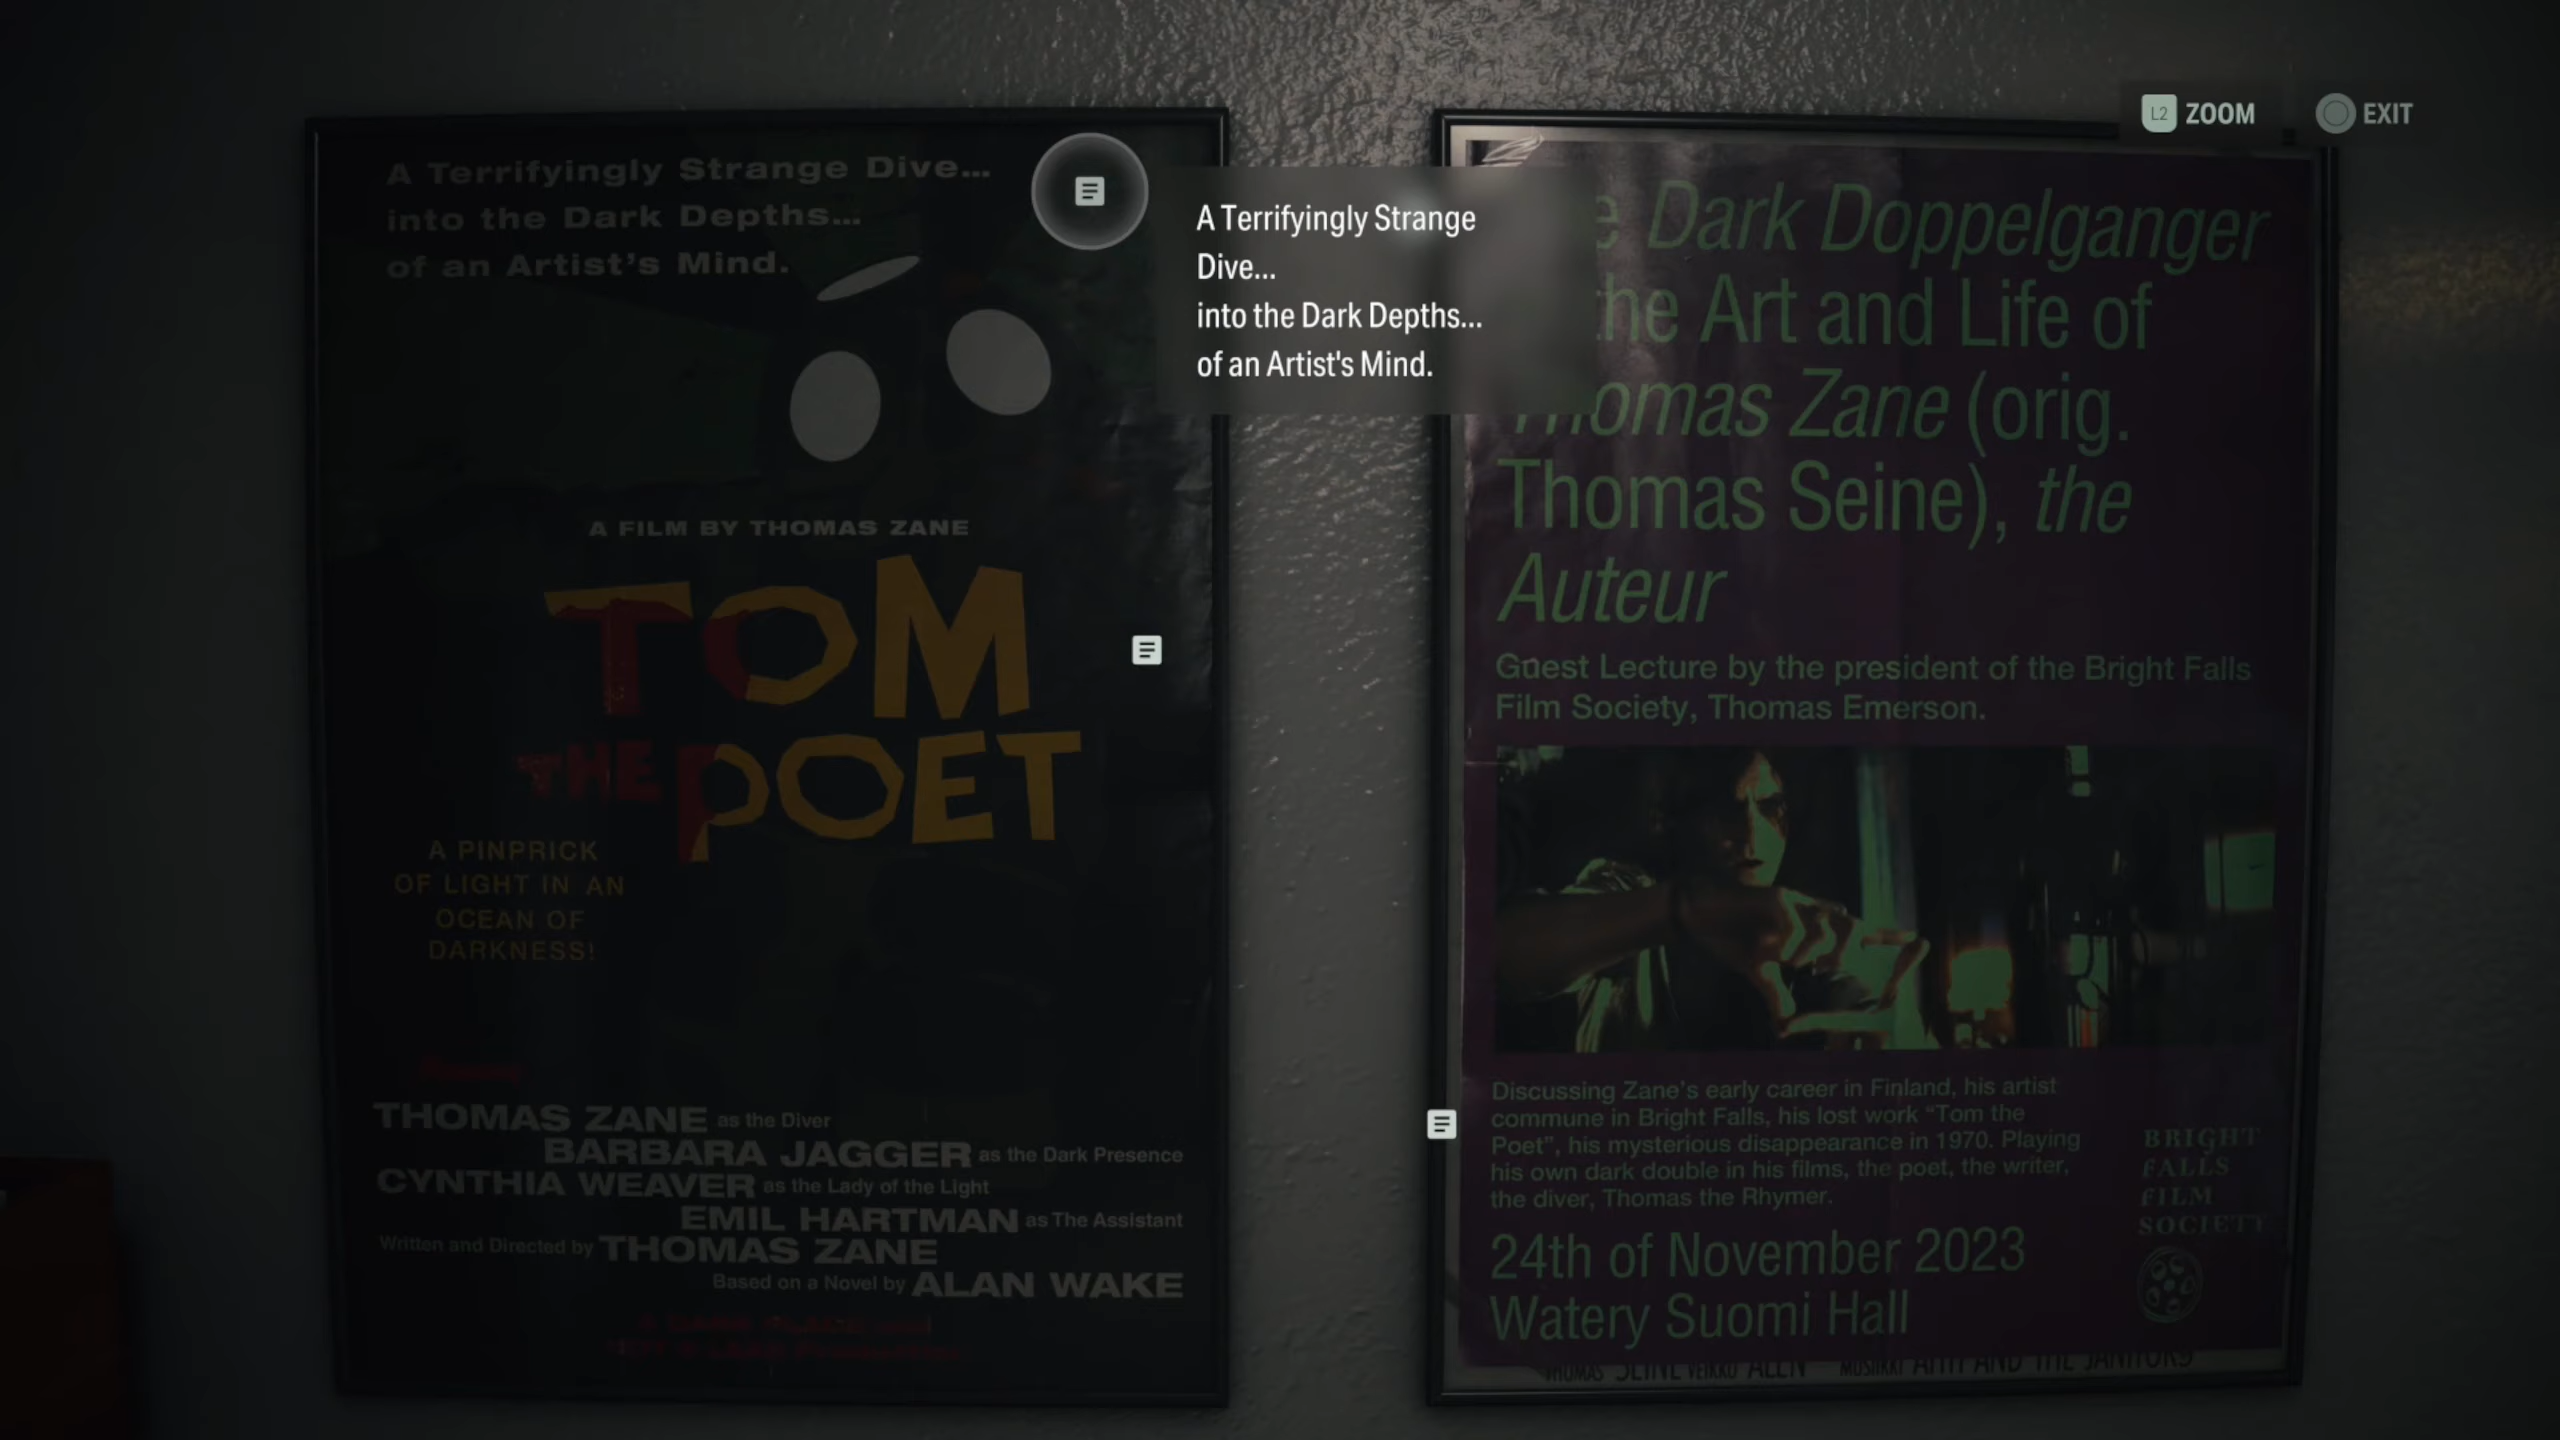 L2 ZOOM
EXIT
A Terrifyingly Strange Dive...
into the Dark Depths...
of an Artist's Mind.
A Terrifyingly Strange
Dive...
into the Dark Depths...
of an Artist's Mind.
A FILM BY THOMAS ZANE
TOM
THE POET
A PINPRICK
OF LIGHT IN AN
OCEAN OF
DARKNESS!
THOMAS ZANE as the Diver
BARBARA JAGGER as the Dark Presence
CYNTHIA WEAVER as the Lady of the Light
EMIL HARTMAN as The Assistant
Written and Directed by THOMAS ZANE
Based on a Novel by ALAN WAKE
Dark Doppelganger
Art and Life of
Zane (orig.
Thomas Seine), the
Auteur
Guest Lecture by the president of the Bright Falls
Film Society, Thomas Emerson.
Discussing Zane's early career in Finland, his artist
commune in Bright Falls, his lost work "Tom the
Poet", his mysterious disappearance in 1970. Playing
his own dark double in his films, the poet, the writer,
the diver, Thomas the Rhymer.
BRIGHT
FALLS
FILM
SOCIETY
24th of November 2023
Watery Suomi Hall